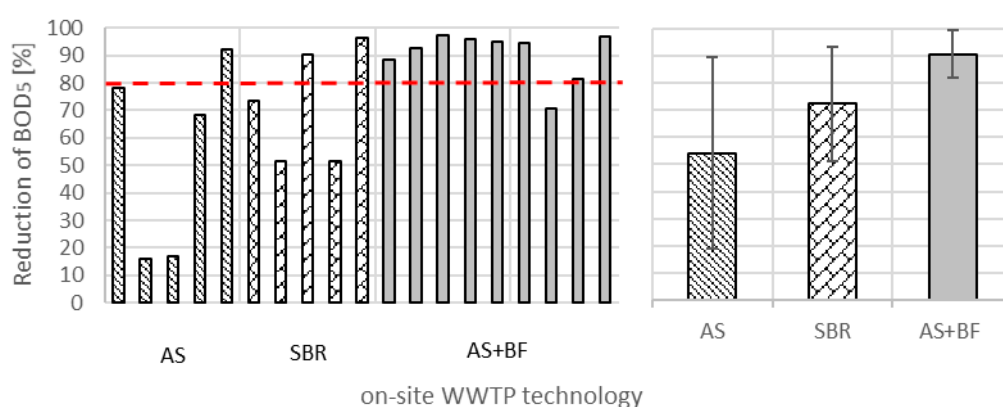 Reduction of BOD5 [%]
100
90
80
70
60
50
40
30
20
10
0
AS SBR AS+BF
AS SBR AS+BF
on-site WWTP technology